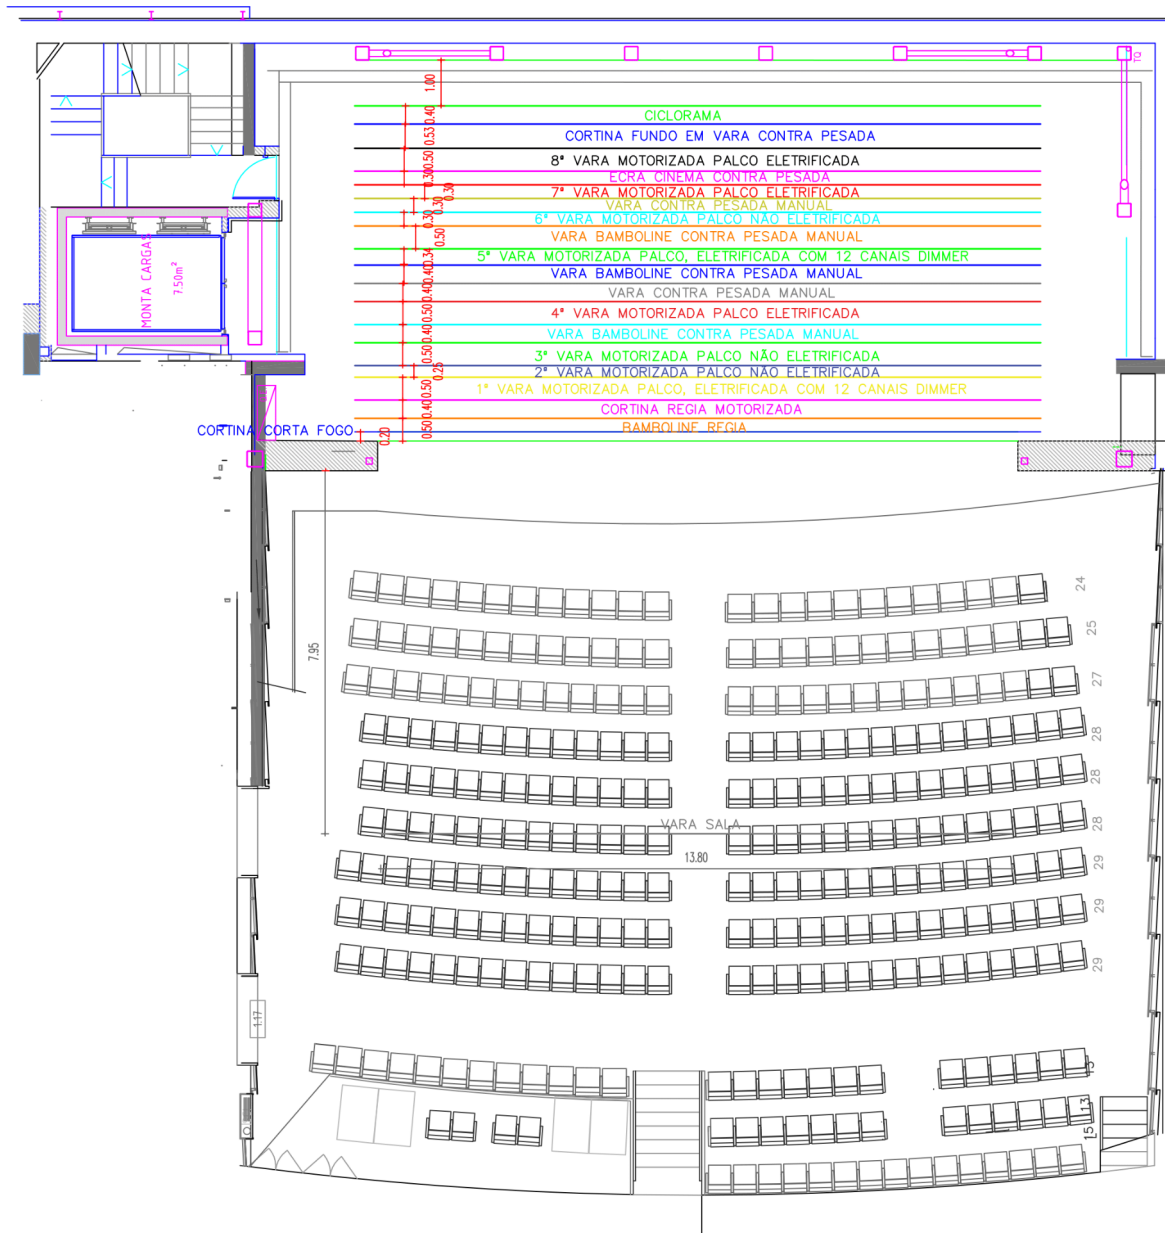 TQ
1.00
CICLORAMA
0.40
CORTINA FUNDO EM VARA CONTRA PESADA
0.53
8ª VARA MOTORIZADA PALCO ELETRIFICADA
0.50
ECRA CINEMA CONTRA PESADA
0.30
7ª VARA MOTORIZADA PALCO ELETRIFICADA
0.30
VARA CONTRA PESADA MANUAL
0.30
6ª VARA MOTORIZADA PALCO NÃO ELETRIFICADA
0.30
VARA BAMBOLINE CONTRA PESADA MANUAL
0.50
5ª VARA MOTORIZADA PALCO, ELETRIFICADA COM 12 CANAIS DIMMER
0.34
VARA BAMBOLINE CONTRA PESADA MANUAL
0.40
VARA CONTRA PESADA MANUAL
0.40
4ª VARA MOTORIZADA PALCO ELETRIFICADA
0.50
VARA BAMBOLINE CONTRA PESADA MANUAL
0.40
3ª VARA MOTORIZADA PALCO NÃO ELETRIFICADA
0.50
2ª VARA MOTORIZADA PALCO NÃO ELETRIFICADA
0.25
1ª VARA MOTORIZADA PALCO, ELETRIFICADA COM 12 CANAIS DIMMER
0.50
CORTINA REGIA MOTORIZADA
0.40
BAMBOLINE REGIA
0.50
CORTINA CORTA FOGO
0.20
MONTA CARGAS
7.50m²
24
25
7.95
27
28
28
VARA SALA
28
13.80
29
29
29
1.17
13
15